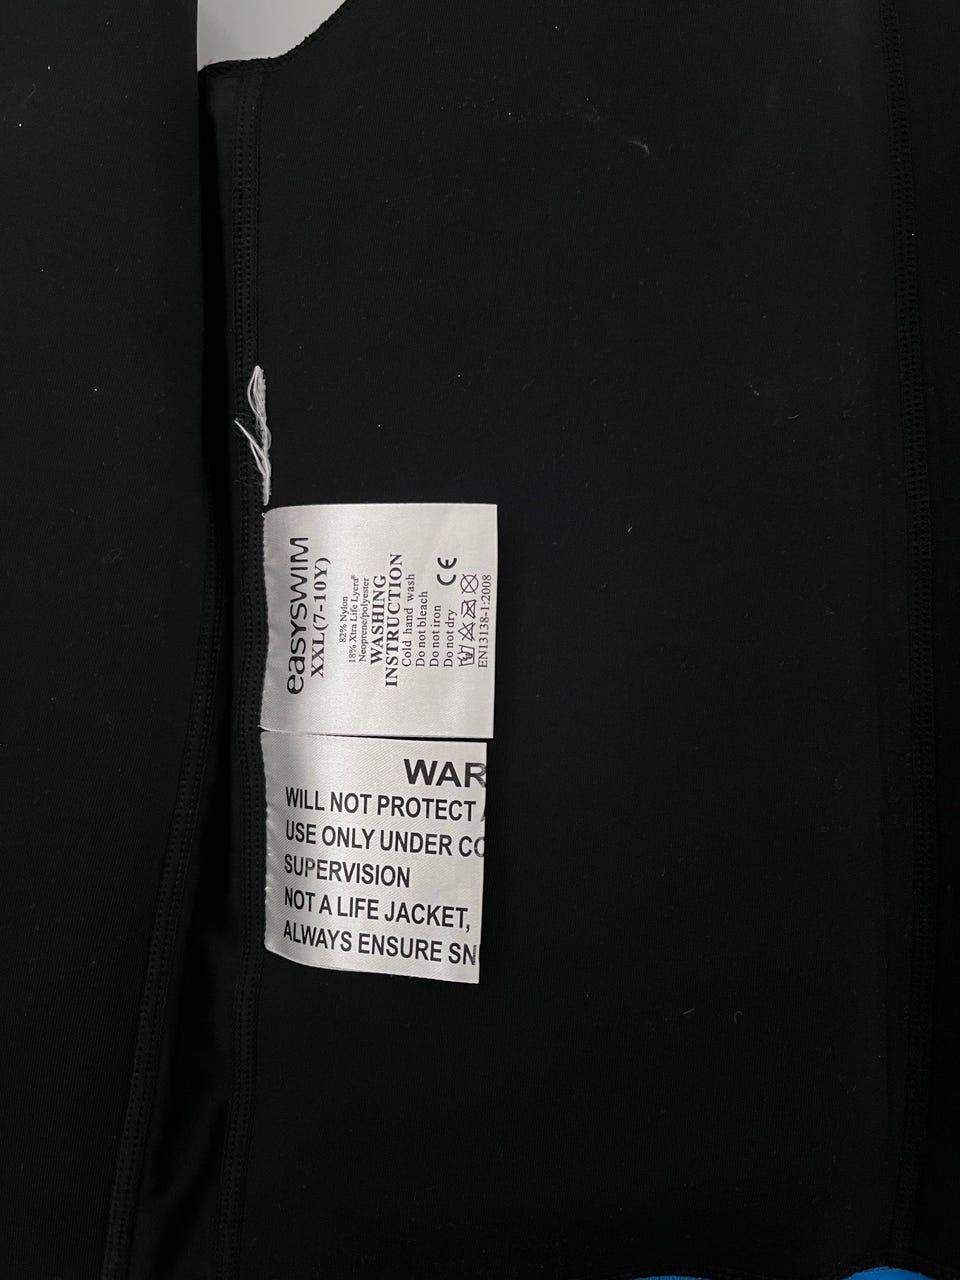 easyswim
XXL(7-10Y)
82% Nylon
18% Xtra Life Lycra®
Neoprene/polyester
WASHING
INSTRUCTION
Cold hand wash
Do not bleach
Do not iron
Do not dry
CE
EN13138-1:2008
WAR
WILL NOT PROTECT
USE ONLY UNDER CO
SUPERVISION
NOT A LIFE JACKET,
ALWAYS ENSURE SN